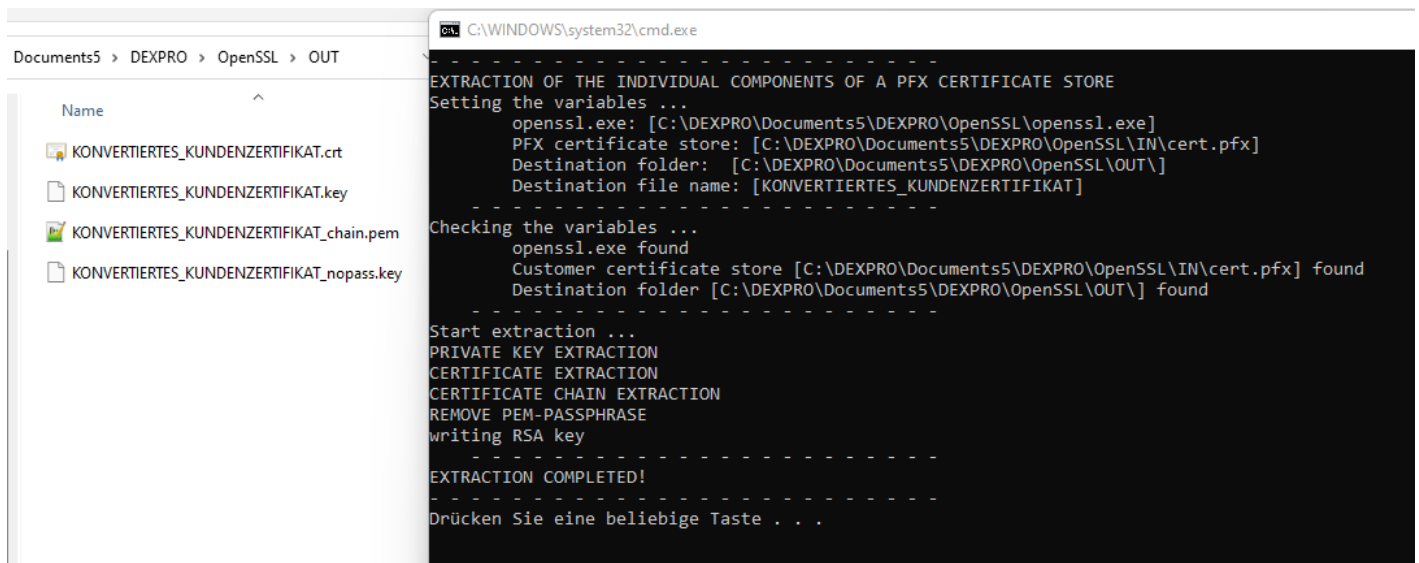 Documents5 > DEXPRO > OpenSSL > OUT
Name
KONVERTIERTES_KUNDENZERTIFIKAT.crt
KONVERTIERTES_KUNDENZERTIFIKAT.key
KONVERTIERTES_KUNDENZERTIFIKAT_chain.pem
KONVERTIERTES_KUNDENZERTIFIKAT_nopass.key
C:\WINDOWS\system32\cmd.exe
- - - - - - - - - - - - - - - - - - - - - - - - -
EXTRACTION OF THE INDIVIDUAL COMPONENTS OF A PFX CERTIFICATE STORE
Setting the variables ...
openssl.exe: [C:\DEXPRO\Documents5\DEXPRO\OpenSSL\openssl.exe]
PFX certificate store: [C:\DEXPRO\Documents5\DEXPRO\OpenSSL\IN\cert.pfx]
Destination folder:  [C:\DEXPRO\Documents5\DEXPRO\OpenSSL\OUT\]
Destination file name: [KONVERTIERTES_KUNDENZERTIFIKAT]
- - - - - - - - - - - - - - - - - - - - - - -
Checking the variables ...
openssl.exe found
Customer certificate store [C:\DEXPRO\Documents5\DEXPRO\OpenSSL\IN\cert.pfx] found
Destination folder [C:\DEXPRO\Documents5\DEXPRO\OpenSSL\OUT\] found
- - - - - - - - - - - - - - - - - - - - - - -
Start extraction ...
PRIVATE KEY EXTRACTION
CERTIFICATE EXTRACTION
CERTIFICATE CHAIN EXTRACTION
REMOVE PEM-PASSPHRASE
writing RSA key
- - - - - - - - - - - - - - - - - - - - - - -
EXTRACTION COMPLETED!
- - - - - - - - - - - - - - - - - - - - - - - - -
Drücken Sie eine beliebige Taste . . .